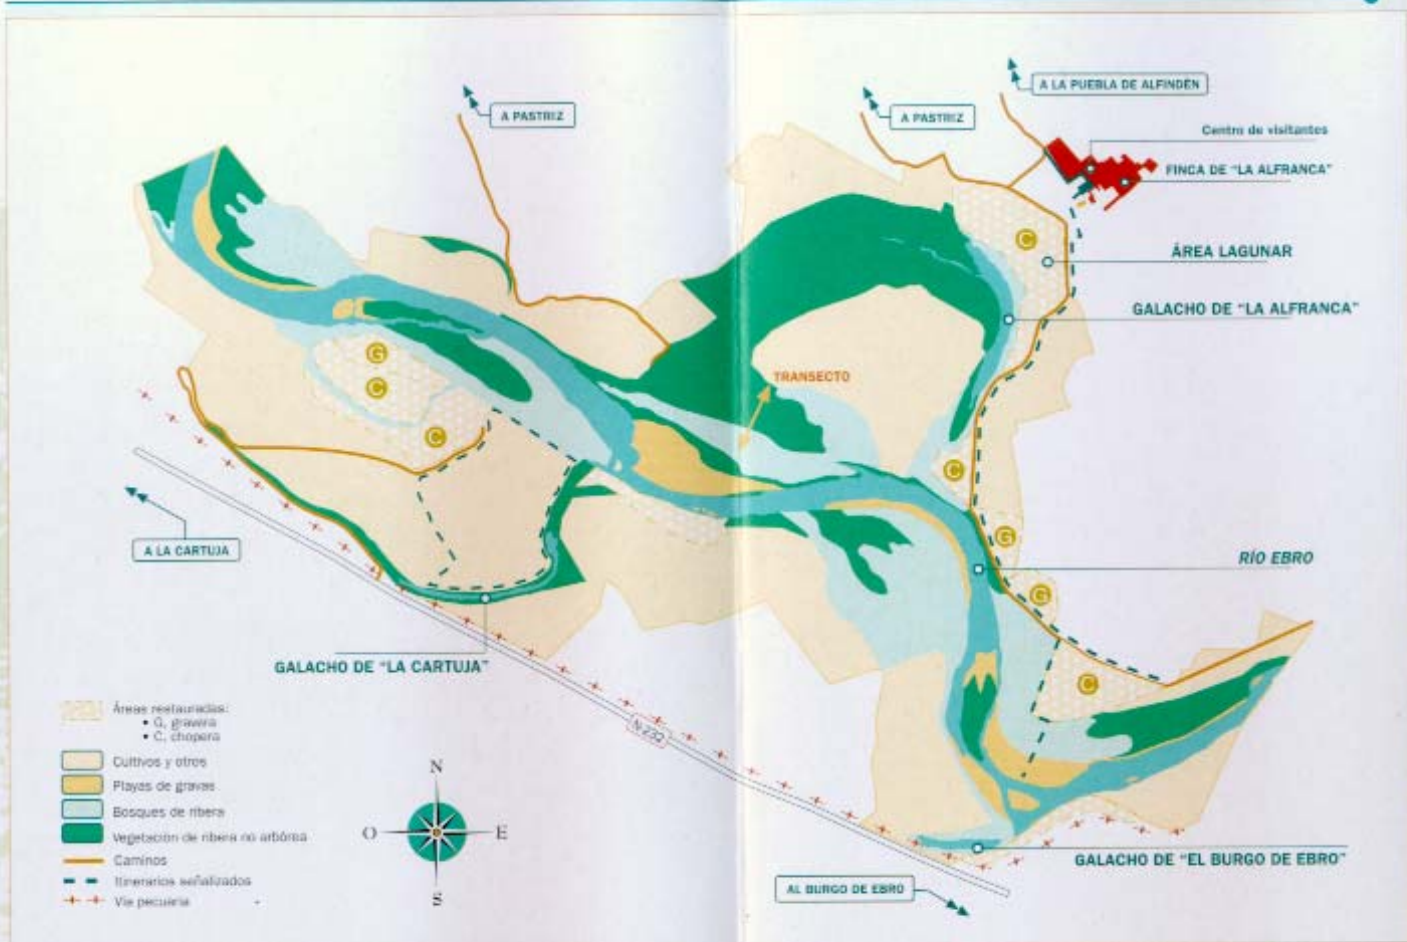 A LA PUEBLA DE ALFINDÉN
A PASTRIZ
A PASTRIZ
Centro de visitantes
FINCA DE "LA ALFRANCA"
C
ÁREA LAGUNAR
GALACHO DE "LA ALFRANCA"
G
C
TRANSECTO
C
C
G
A LA CARTUJA
RÍO EBRO
G
GALACHO DE "LA CARTUJA"
C
Áreas restauradas:
• G, gravera
• C, chopera
N-232
Cultivos y otros
Playas de gravas
Bosques de ribera
Vegetación de ribera no arbórea
Caminos
Itinerarios señalizados
Vía pecuaria
N
O
E
S
GALACHO DE "EL BURGO DE EBRO"
AL BURGO DE EBRO